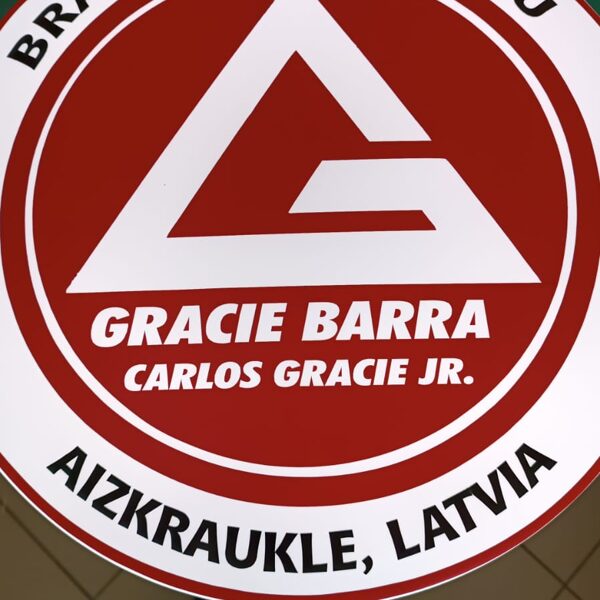 GRACIE BARRA
CARLOS GRACIE JR.
AIZKRAUKLE, LATVIA